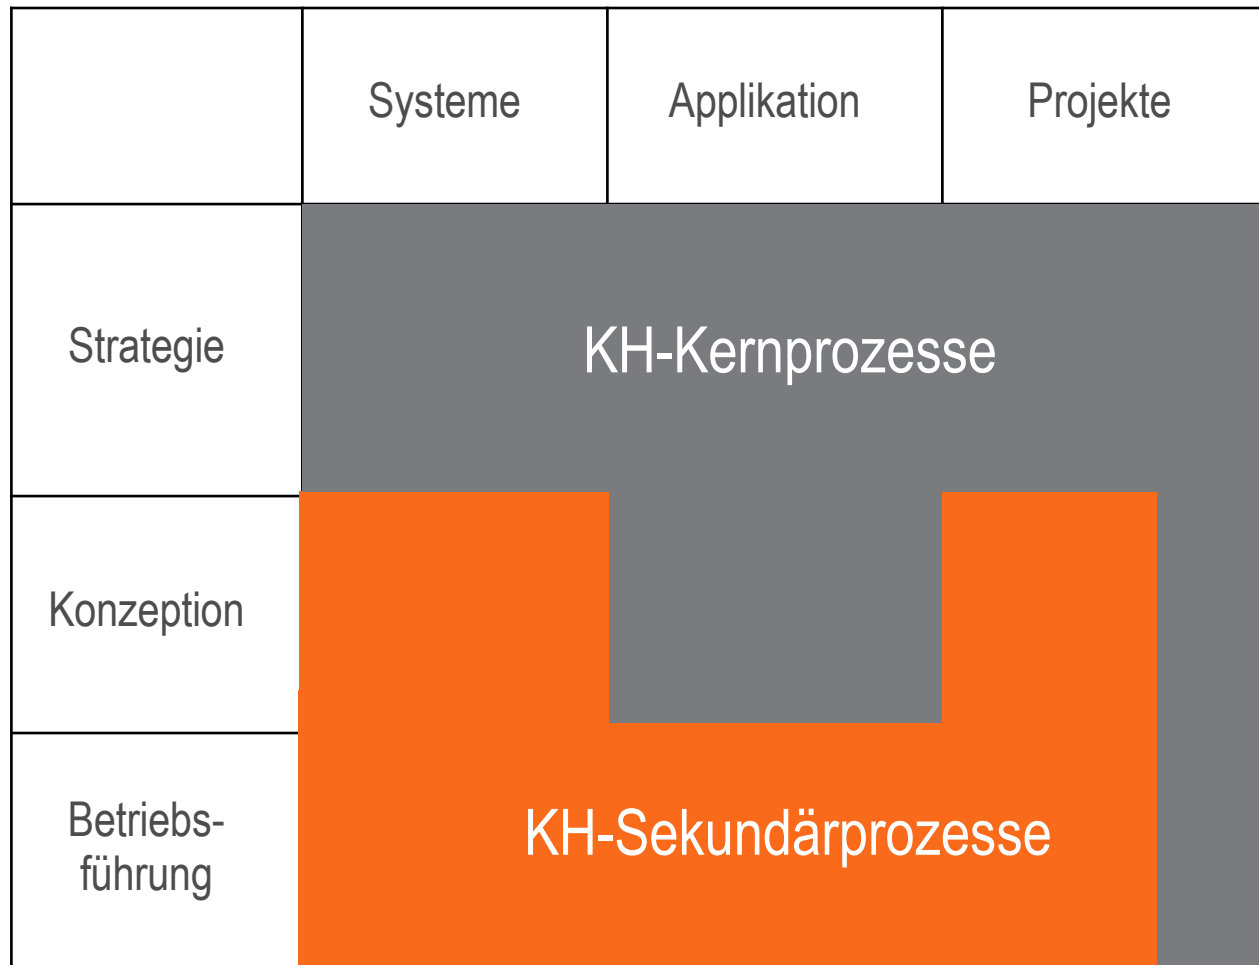 Systeme
Applikation
Projekte
Strategie
KH-Kernprozesse
Konzeption
Betriebs-
führung
KH-Sekundärprozesse